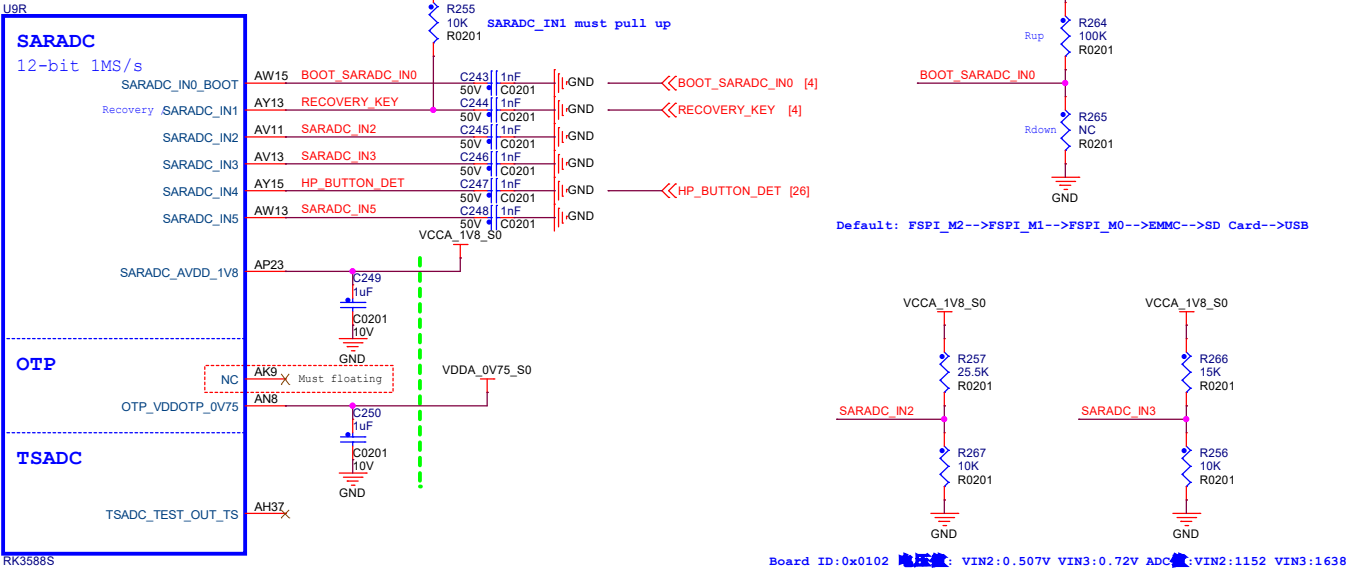 U9R
SARADC
12-bit 1MS/s
SARADC_IN0_BOOT
Recovery
SARADC_IN1
SARADC_IN2
SARADC_IN3
SARADC_IN4
SARADC_IN5
SARADC_AVDD_1V8
OTP
NC
OTP_VDDOTP_0V75
TSADC
TSADC_TEST_OUT_TS
RK3588S
R255
10K
R0201
SARADC_IN1 must pull up
AW15 BOOT_SARADC_IN0 C243 1nF 50V C0201 GND BOOT_SARADC_IN0 [4]
AY13 RECOVERY_KEY C244 1nF 50V C0201 GND RECOVERY_KEY [4]
AV11 SARADC_IN2 C245 1nF 50V C0201 GND
AV13 SARADC_IN3 C246 1nF 50V C0201 GND
AY15 HP_BUTTON_DET C247 1nF 50V C0201 GND HP_BUTTON_DET [26]
AW13 SARADC_IN5 C248 1nF 50V C0201 GND
VCCA_1V8_S0
AP23
C249
1uF
C0201
10V
GND
AK9 Must floating
VDDA_0V75_S0
AN8
C250
1uF
C0201
10V
GND
AH37
Rup
R264
100K
R0201
BOOT_SARADC_IN0
Rdown
R265
NC
R0201
GND
Default: FSPI_M2-->FSPI_M1-->FSPI_M0-->EMMC-->SD Card-->USB
VCCA_1V8_S0
R257
25.5K
R0201
SARADC_IN2
R267
10K
R0201
GND
VCCA_1V8_S0
R266
15K
R0201
SARADC_IN3
R256
10K
R0201
GND
Board ID:0x0102 : VIN2:0.507V VIN3:0.72V ADC :VIN2:1152 VIN3:1638